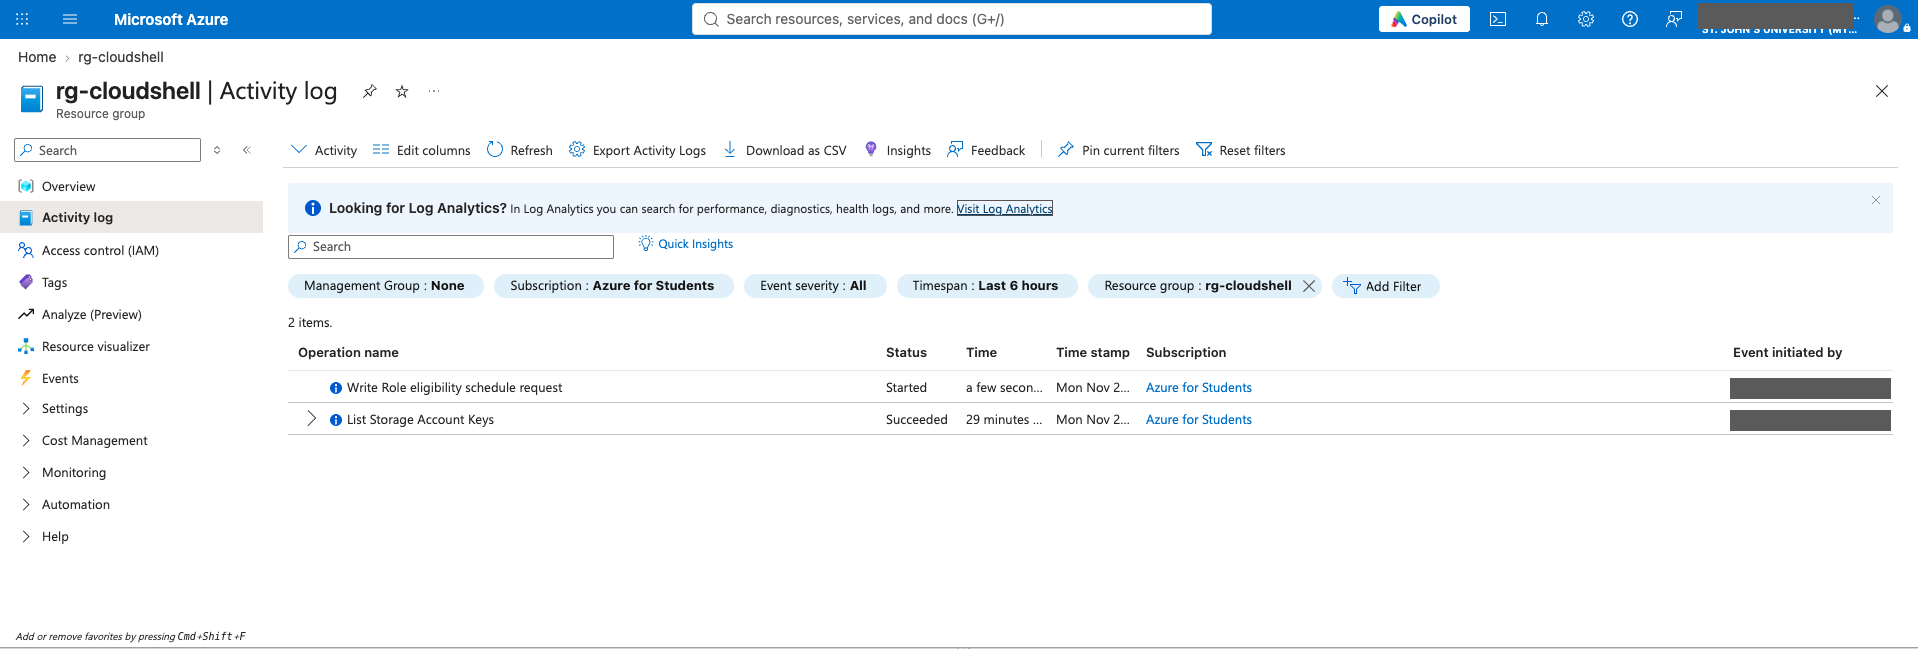 Microsoft Azure
Search resources, services, and docs (G+/)
Copilot
ST. JOHN'S UNIVERSITY (MY...
Home > rg-cloudshell
rg-cloudshell | Activity log
Resource group
Search
Overview
Activity log
Access control (IAM)
Tags
Analyze (Preview)
Resource visualizer
Events
Settings
Cost Management
Monitoring
Automation
Help
Add or remove favorites by pressing Cmd+Shift+F
Activity Edit columns Refresh Export Activity Logs Download as CSV Insights Feedback Pin current filters Reset filters
Looking for Log Analytics? In Log Analytics you can search for performance, diagnostics, health logs, and more. Visit Log Analytics
Search Quick Insights
Management Group : None Subscription : Azure for Students Event severity : All Timespan : Last 6 hours Resource group : rg-cloudshell Add Filter
2 items.
Operation name Status Time Time stamp Subscription Event initiated by
Write Role eligibility schedule request Started a few secon... Mon Nov 2... Azure for Students
List Storage Account Keys Succeeded 29 minutes ... Mon Nov 2... Azure for Students